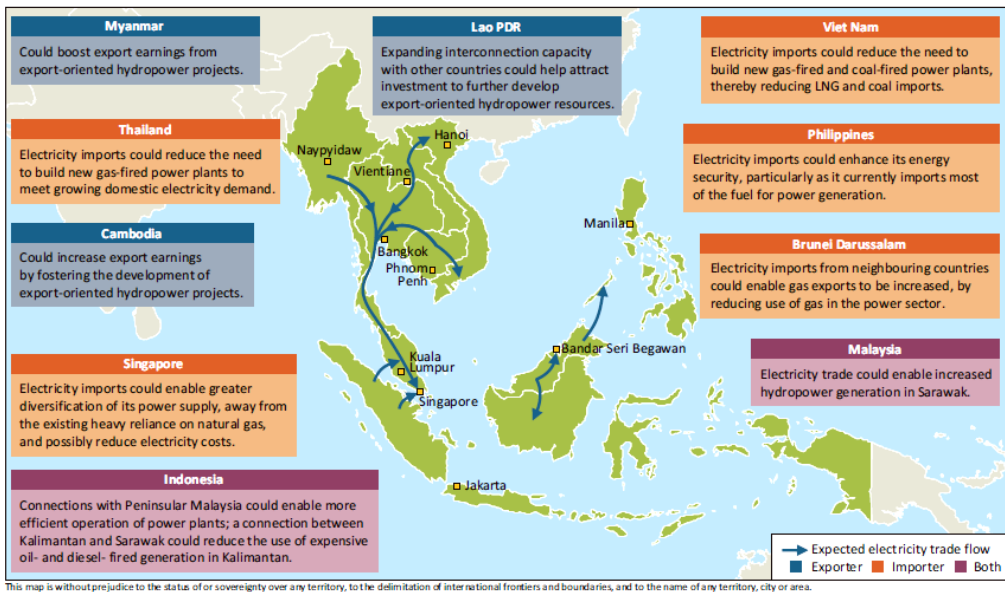 Myanmar
Could boost export earnings from
export-oriented hydropower projects.
Lao PDR
Expanding interconnection capacity
with other countries could help attract
investment to further develop
export-oriented hydropower resources.
Viet Nam
Electricity imports could reduce the need to
build new gas-fired and coal-fired power plants,
thereby reducing LNG and coal imports.
Thailand
Electricity imports could reduce the need
to build new gas-fired power plants to
meet growing domestic electricity demand.
Philippines
Electricity imports could enhance its energy
security, particularly as it currently imports most
of the fuel for power generation.
Cambodia
Could increase export earnings
by fostering the development of
export-oriented hydropower projects.
Brunei Darussalam
Electricity imports from neighbouring countries
could enable gas exports to be increased, by
reducing use of gas in the power sector.
Singapore
Electricity imports could enable greater
diversification of its power supply, away from
the existing heavy reliance on natural gas,
and possibly reduce electricity costs.
Malaysia
Electricity trade could enable increased
hydropower generation in Sarawak.
Indonesia
Connections with Peninsular Malaysia could enable more
efficient operation of power plants; a connection between
Kalimantan and Sarawak could reduce the use of expensive
oil- and diesel- fired generation in Kalimantan.
Hanoi
Naypyidaw
Vientiane
Manila
Bangkok
Phnom
Penh
Kuala
Lumpur
Bandar Seri Begawan
Singapore
Jakarta
Expected electricity trade flow
Exporter Importer Both
This map is without prejudice to the status of or sovereignty over any territory, to the delimitation of international frontiers and boundaries, and to the name of any territory, city or area.